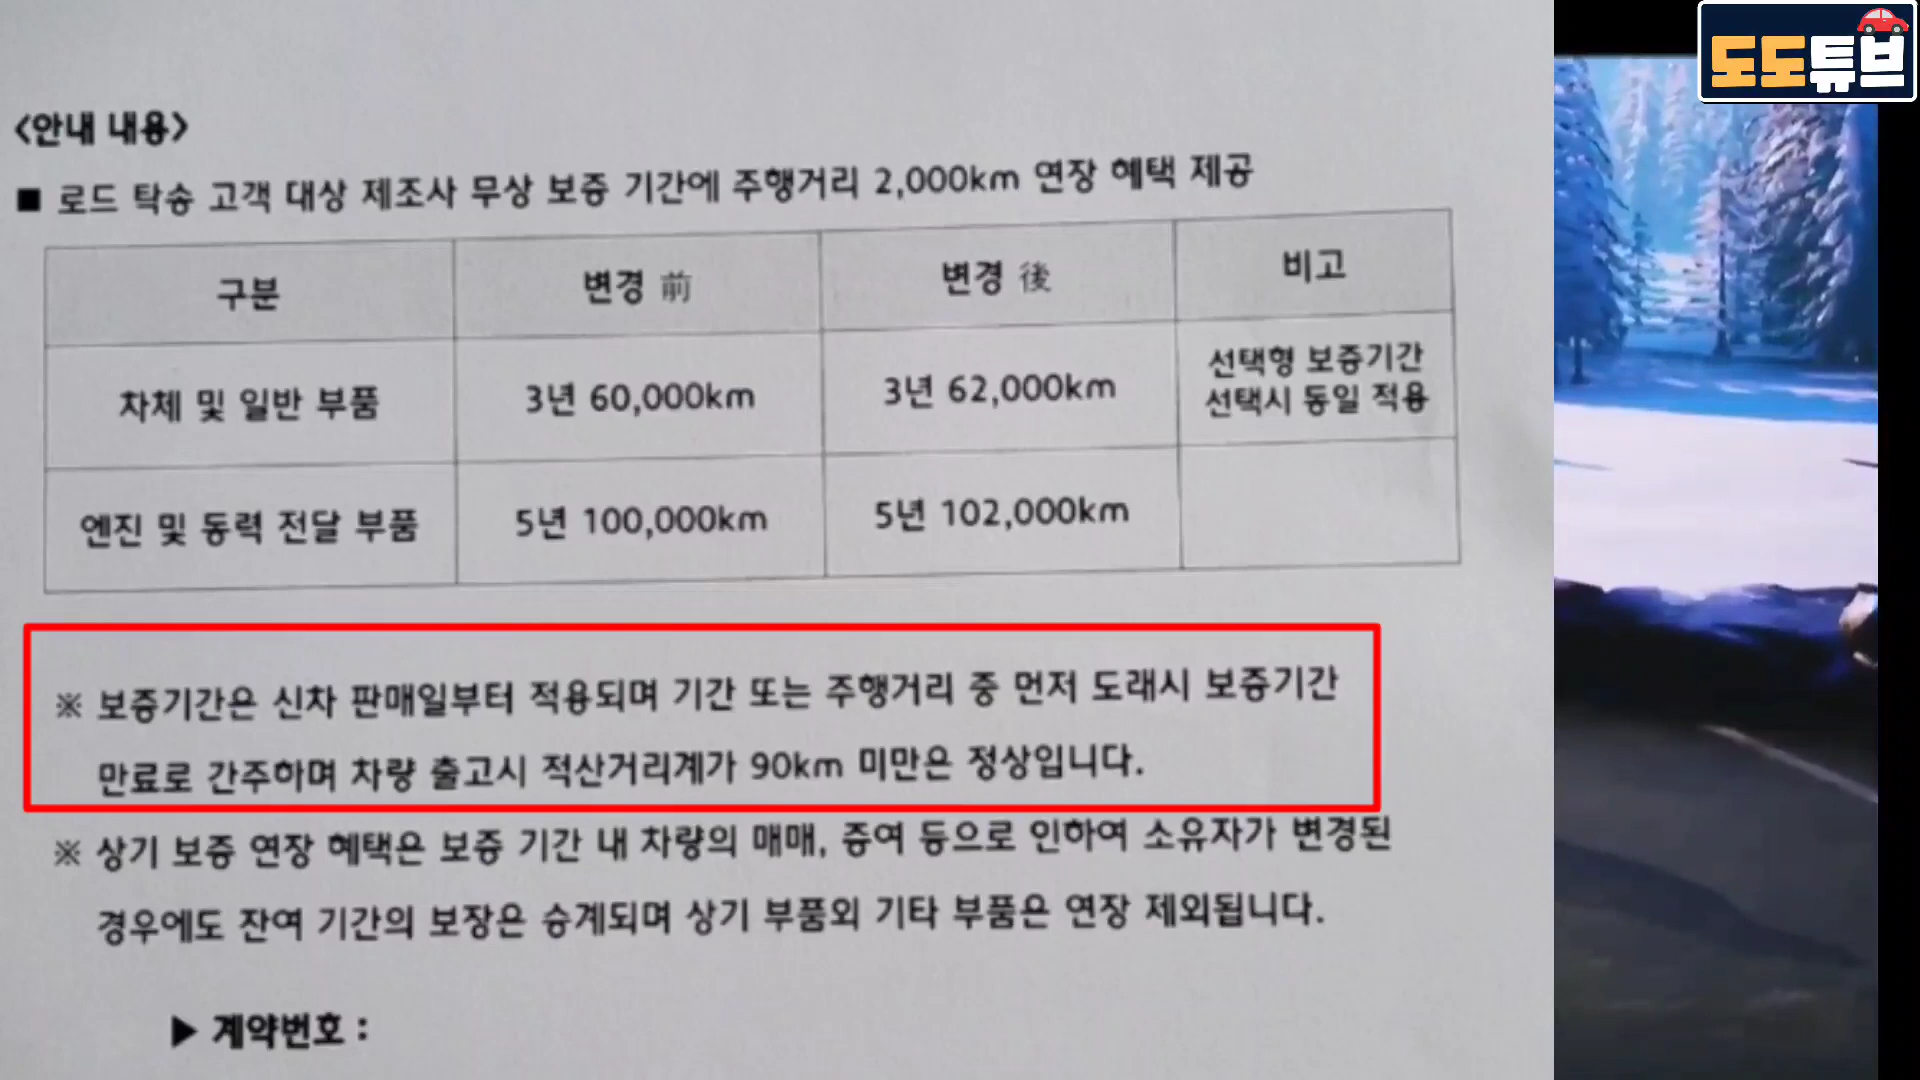 도도튜브
<안내 내용>
■ 로드 탁송 고객 대상 제조사 무상 보증 기간에 주행거리 2,000km 연장 혜택 제공
구분 변경 前 변경 後 비고
차체 및 일반 부품 3년 60,000km 3년 62,000km 선택형 보증기간
선택시 동일 적용
엔진 및 동력 전달 부품 5년 100,000km 5년 102,000km
※ 보증기간은 신차 판매일부터 적용되며 기간 또는 주행거리 중 먼저 도래시 보증기간
만료로 간주하며 차량 출고시 적산거리계가 90km 미만은 정상입니다.
※ 상기 보증 연장 혜택은 보증 기간 내 차량의 매매, 증여 등으로 인하여 소유자가 변경된
경우에도 잔여 기간의 보장은 승계되며 상기 부품외 기타 부품은 연장 제외됩니다.
▶ 계약번호 :